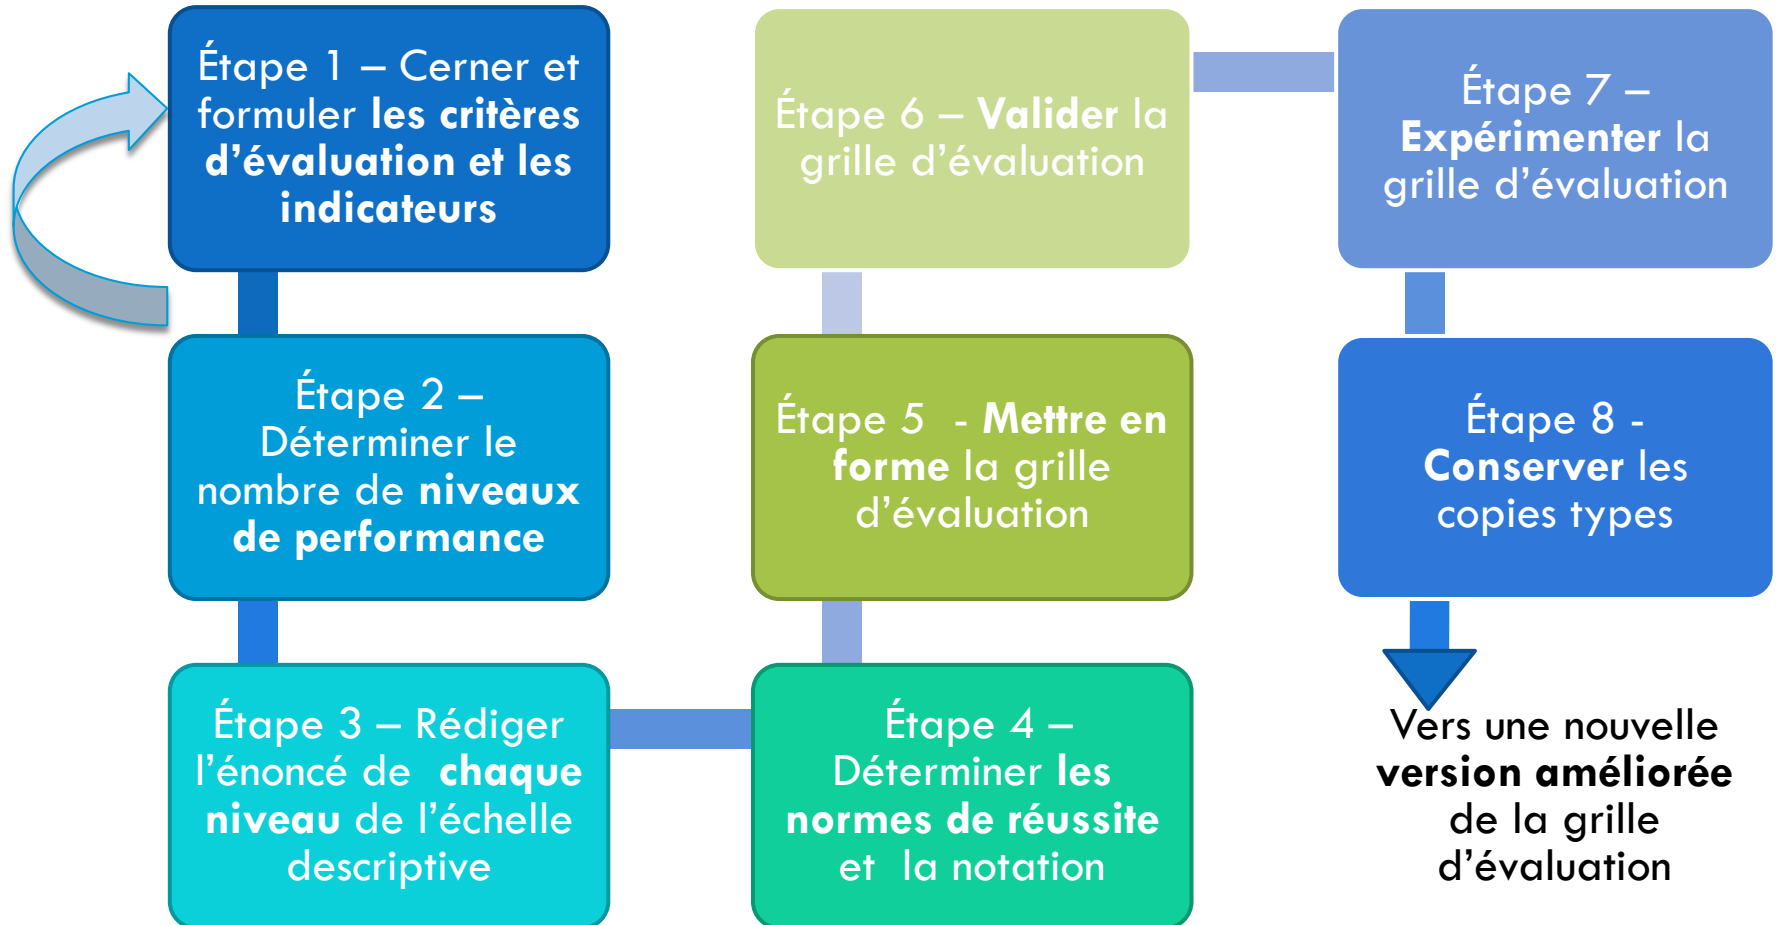 Étape 1 – Cerner et
formuler les critères
d’évaluation et les
indicateurs
Étape 2 –
Déterminer le
nombre de niveaux
de performance
Étape 3 – Rédiger
l’énoncé de chaque
niveau de l’échelle
descriptive
Étape 4 –
Déterminer les
normes de réussite
et la notation
Étape 5 - Mettre en
forme la grille
d’évaluation
Étape 6 – Valider la
grille d’évaluation
Étape 7 –
Expérimenter la
grille d’évaluation
Étape 8 -
Conserver les
copies types
Vers une nouvelle
version améliorée
de la grille
d’évaluation